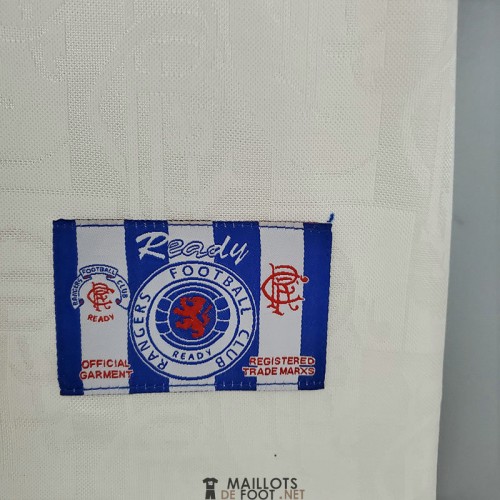 Ready
RANGERS FOOTBALL CLUB
READY
RANGERS FOOTBALL CLUB
READY
OFFICIAL
GARMENT
REGISTERED
TRADE MARKS
MAILLOTS
DE FOOT.NET